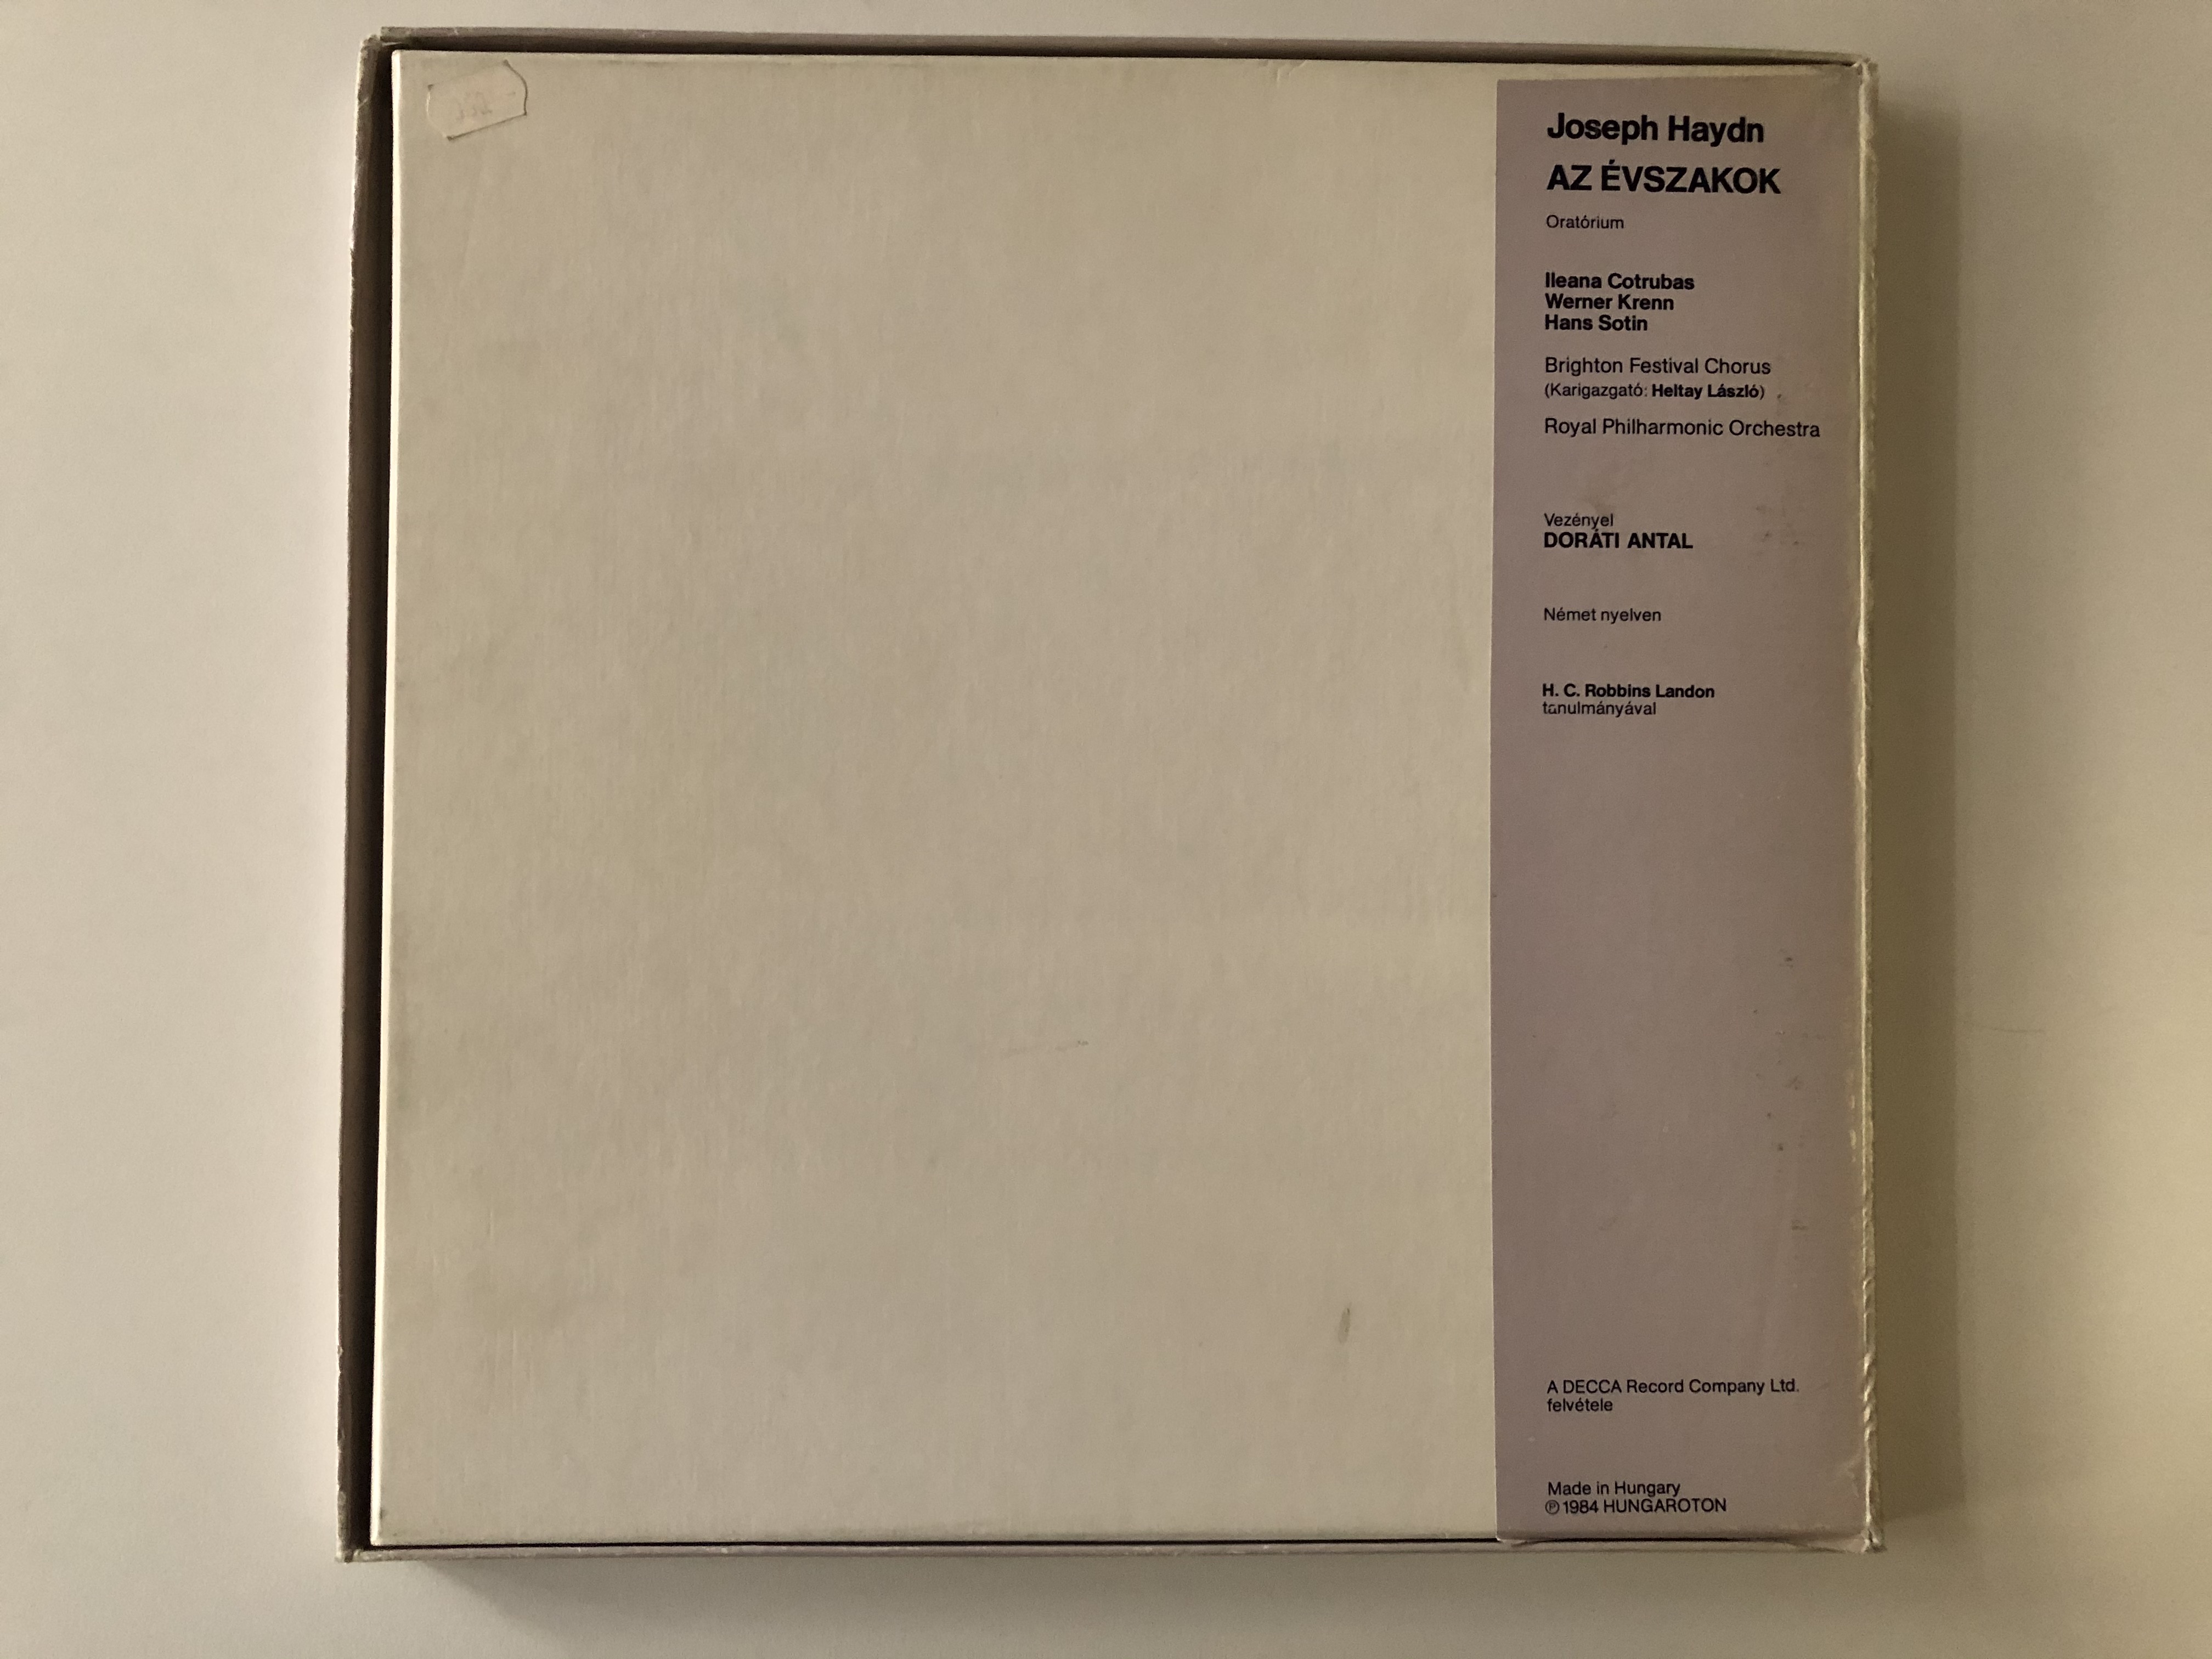 Joseph Haydn
AZ ÉVSZAKOK
Oratórium
Ileana Cotrubas
Werner Krenn
Hans Sotin
Brighton Festival Chorus
(Karigazgató: Heltay László)
Royal Philharmonic Orchestra
Vezényel
DORÁTI ANTAL
Német nyelven
H. C. Robbins Landon
tanulmányával
A DECCA Record Company Ltd.
felvétele
Made in Hungary
℗ 1984 HUNGAROTON